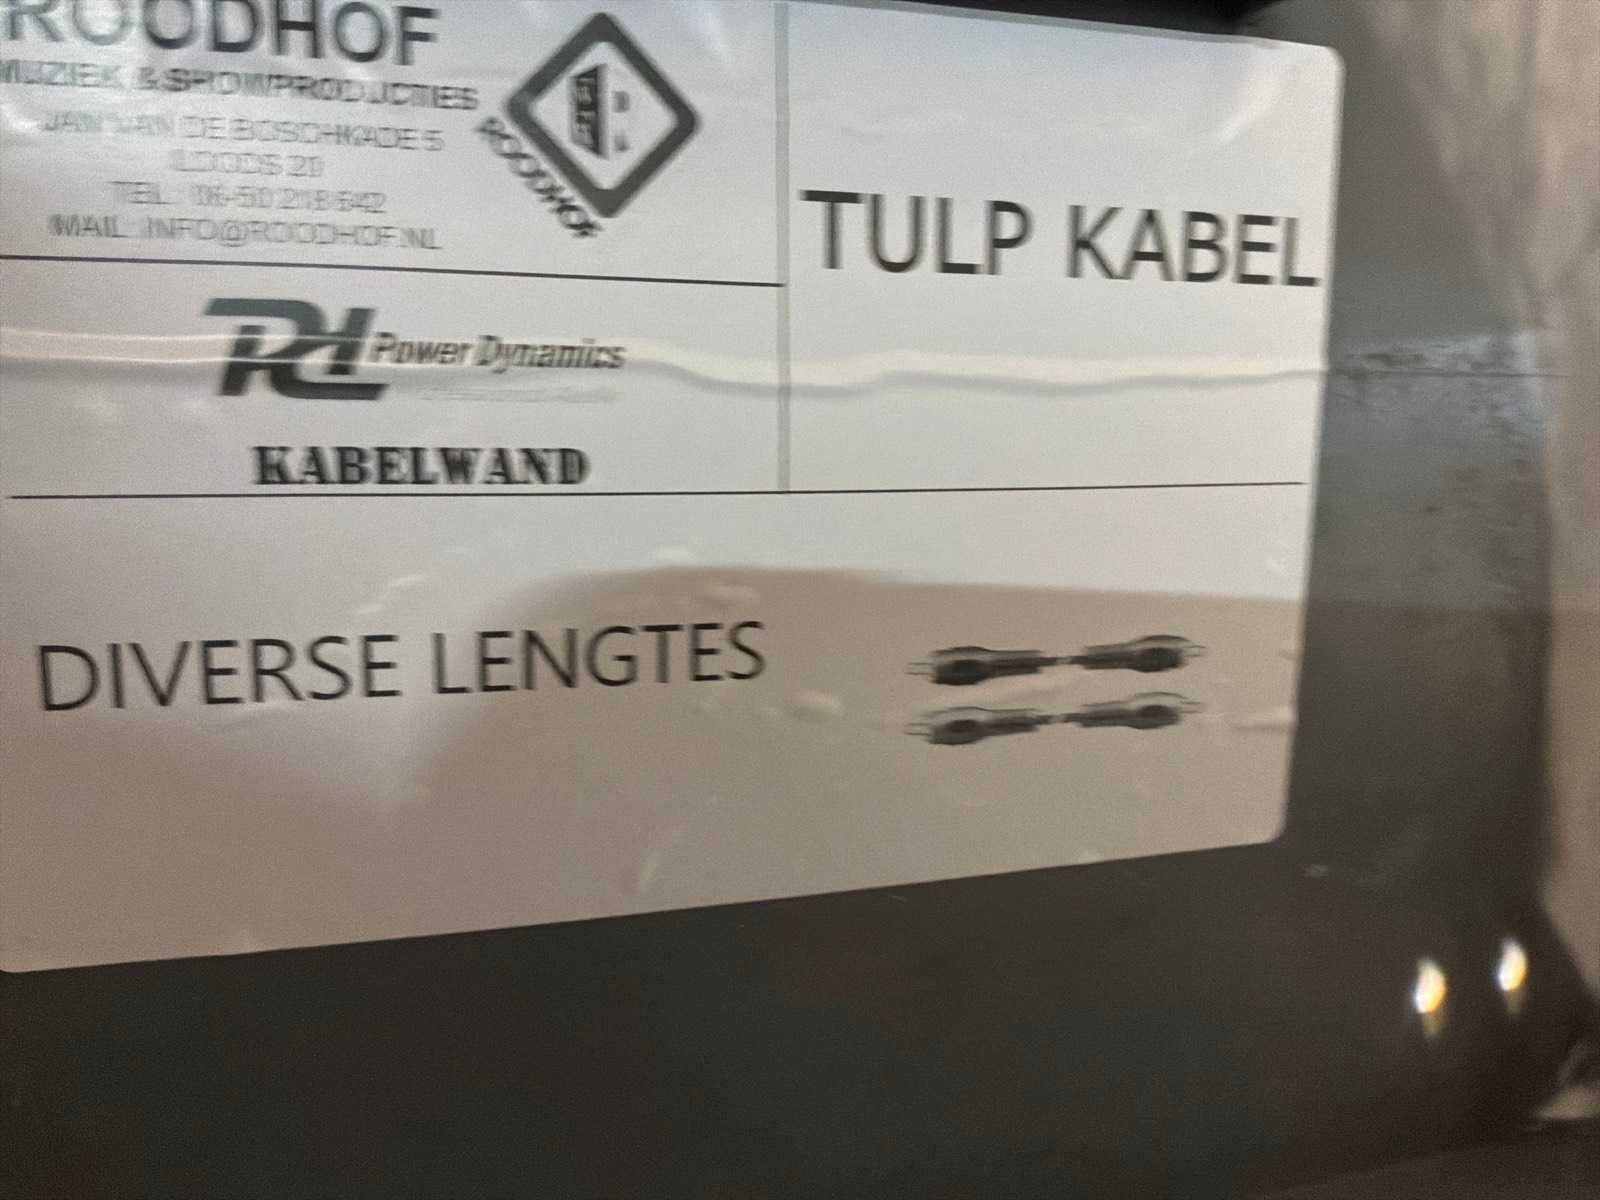 ROODHOF
MUZIEK & SHOWPRODUCTIES
JAN VAN DE BOSCHKADE 5
LOODS 20
TEL: 06-50 218 642
MAIL: INFO@ROODHOF.NL
ROODHOF
TULP KABEL
Power Dynamics
KABELWAND
DIVERSE LENGTES